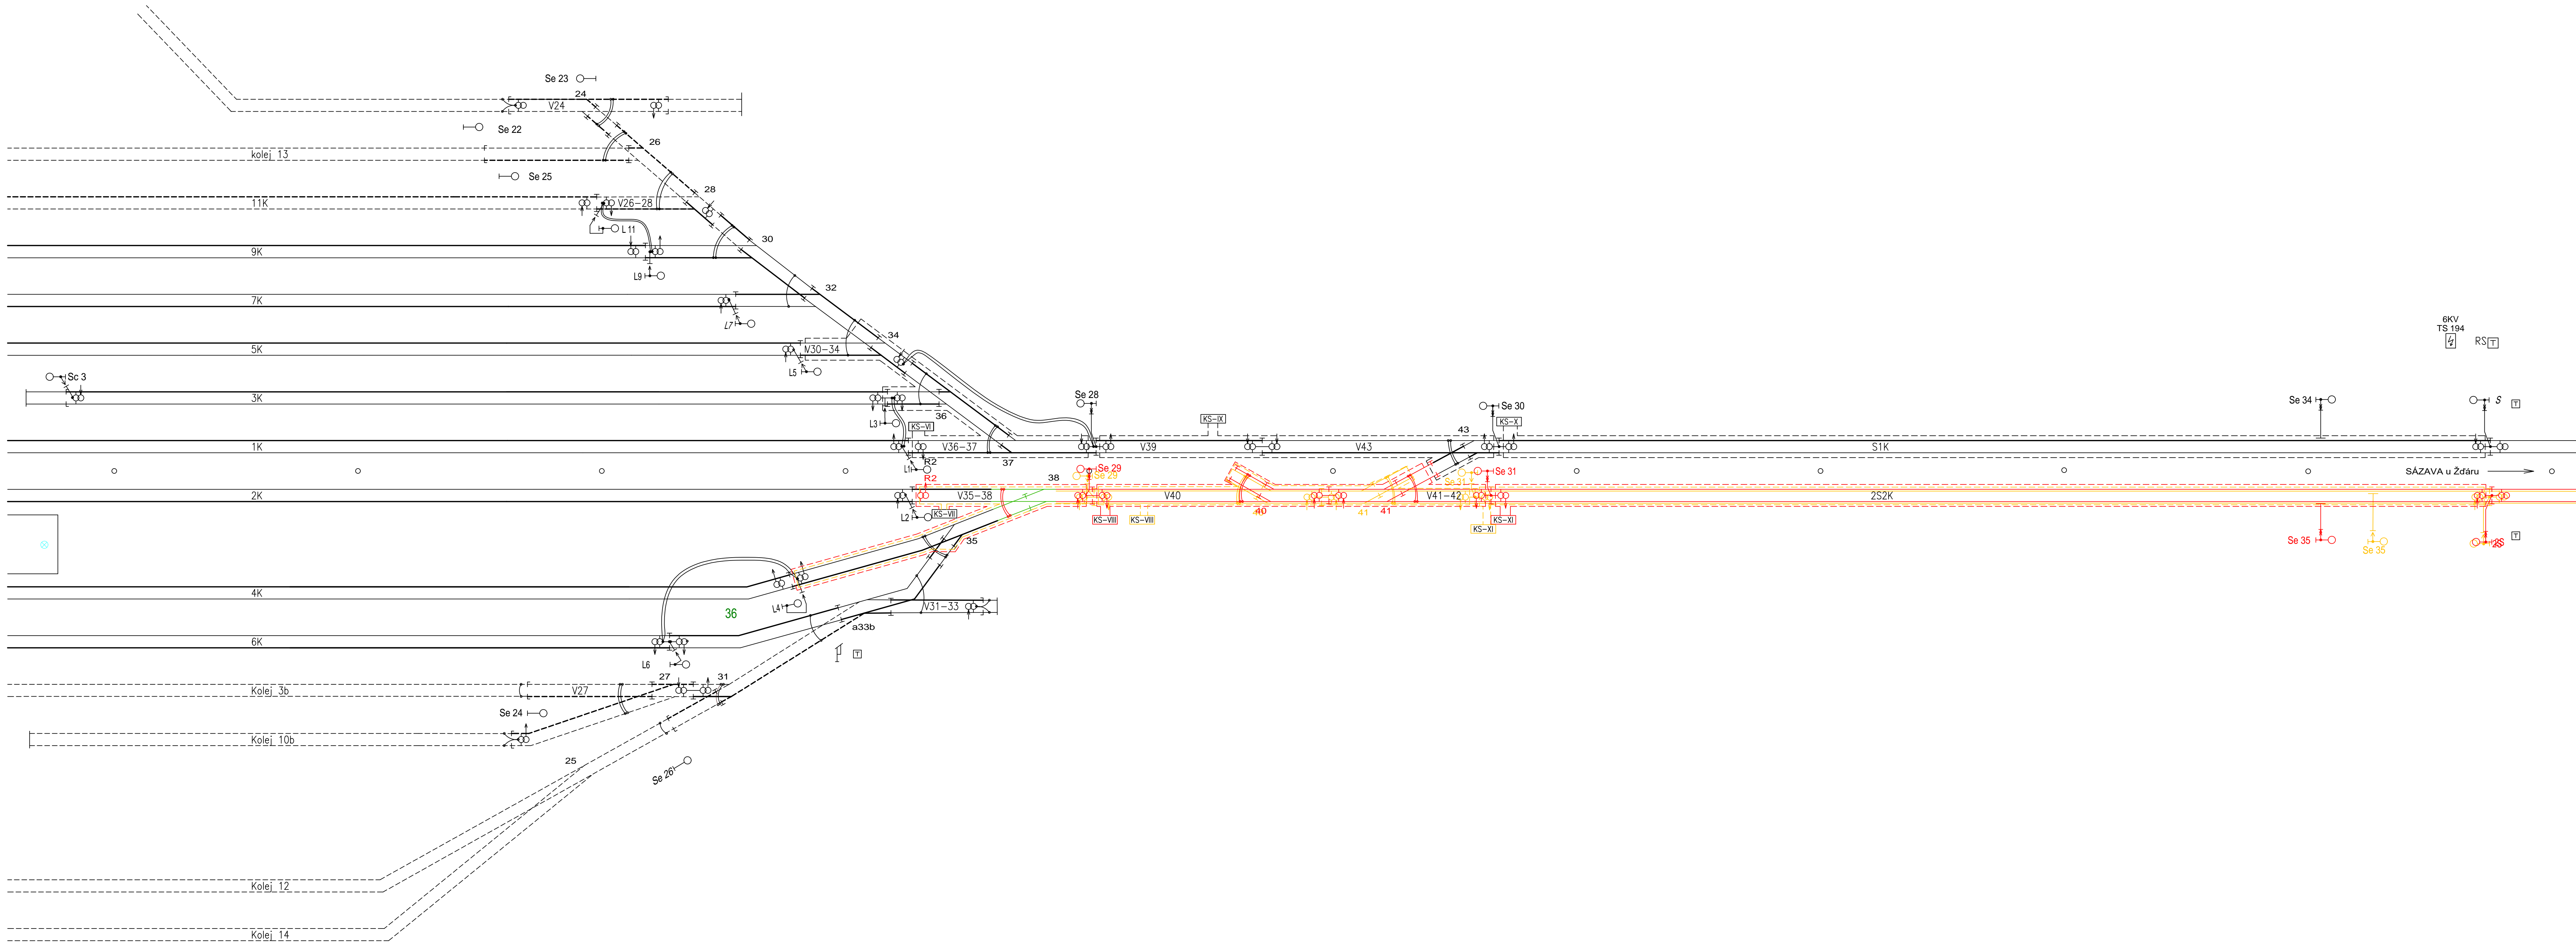 Se 23
24
V24
Se 22
26
kolej 13
Se 25
28
11K
V26-28
L 11
30
9K
L9
32
7K
L7
6KV
TS 194
RS T
34
5K
V30-34
L5
Sc 3
Se 28
Se 30
Se 34
S T
3K
36
L3
KS-VI
KS-IX
KS-X
43
1K
V36-37
V39
V43
S1K
L1
R2
37
Se 29
Se 29
Se 31
Se 31
SÁZAVA u Žďáru
R2
38
2K
V35-38
V40
V41-42
2S2K
L2
KS-VII
KS-VIII
KS-VIII
40
40
41
41
KS-XI
KS-XI
35
Se 35
Se 35
2S
T
4K
L4
V31-33
36
a33b
6K
L6
T
27
31
Kolej 3b
V27
Se 24
Kolej 10b
25
Se 26
Kolej 12
Kolej 14